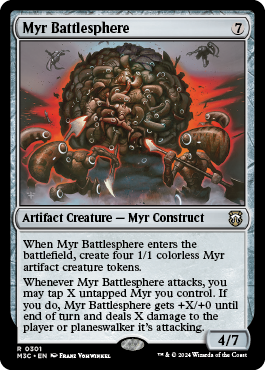 Myr Battlesphere 7
Artifact Creature — Myr Construct
When Myr Battlesphere enters the
battlefield, create four 1/1 colorless Myr
artifact creature tokens.
Whenever Myr Battlesphere attacks, you
may tap X untapped Myr you control. If
you do, Myr Battlesphere gets +X/+0 until
end of turn and deals X damage to
the player or planeswalker it's attacking.
4/7
R 0301
M3C • EN Franz Vohwinkel
™ & © 2024 Wizards of the Coast